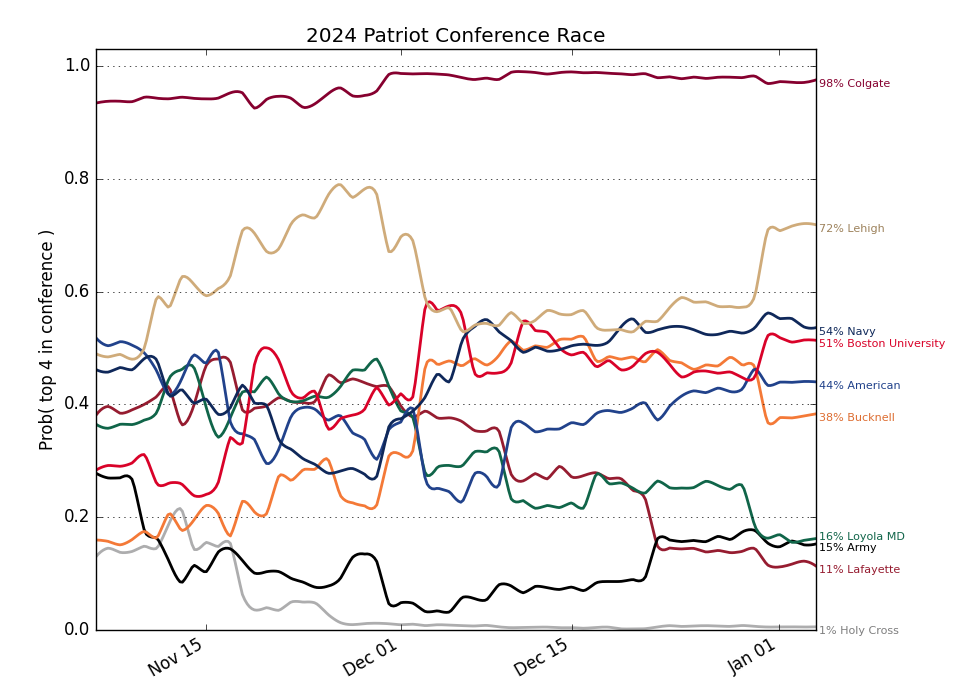 2024 Patriot Conference Race
Prob( top 4 in conference )
1.0
0.8
0.6
0.4
0.2
0.0
Nov 15
Dec 01
Dec 15
Jan 01
98% Colgate
72% Lehigh
54% Navy
51% Boston University
44% American
38% Bucknell
16% Loyola MD
15% Army
11% Lafayette
1% Holy Cross